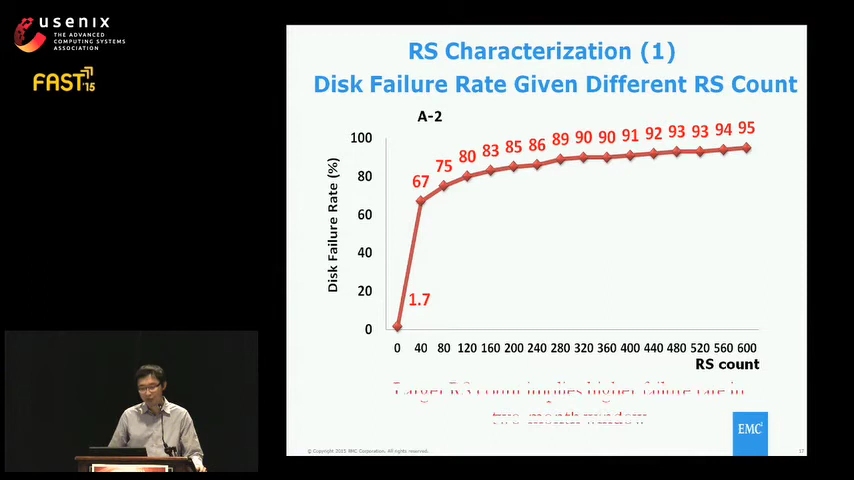 usenix
THE ADVANCED
COMPUTING SYSTEMS
ASSOCIATION
FAST '15
RS Characterization (1)
Disk Failure Rate Given Different RS Count
A-2
Disk Failure Rate (%)
100
80
60
40
20
0
1.7
67
75
80
83
85
86
89
90
90
91
92
93
93
94
95
0 40 80 120 160 200 240 280 320 360 400 440 480 520 560 600
RS count
Larger RS count implies higher failure rate in
two-month window
EMC²
© Copyright 2015 EMC Corporation. All rights reserved.
17